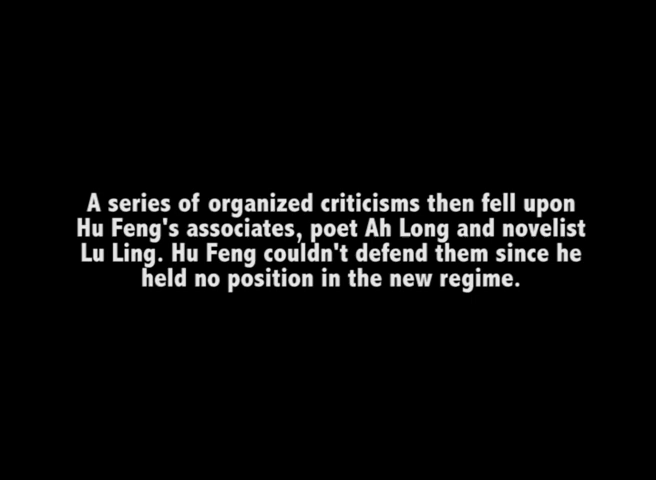 A series of organized criticisms then fell upon
Hu Feng's associates, poet Ah Long and novelist
Lu Ling. Hu Feng couldn't defend them since he
held no position in the new regime.